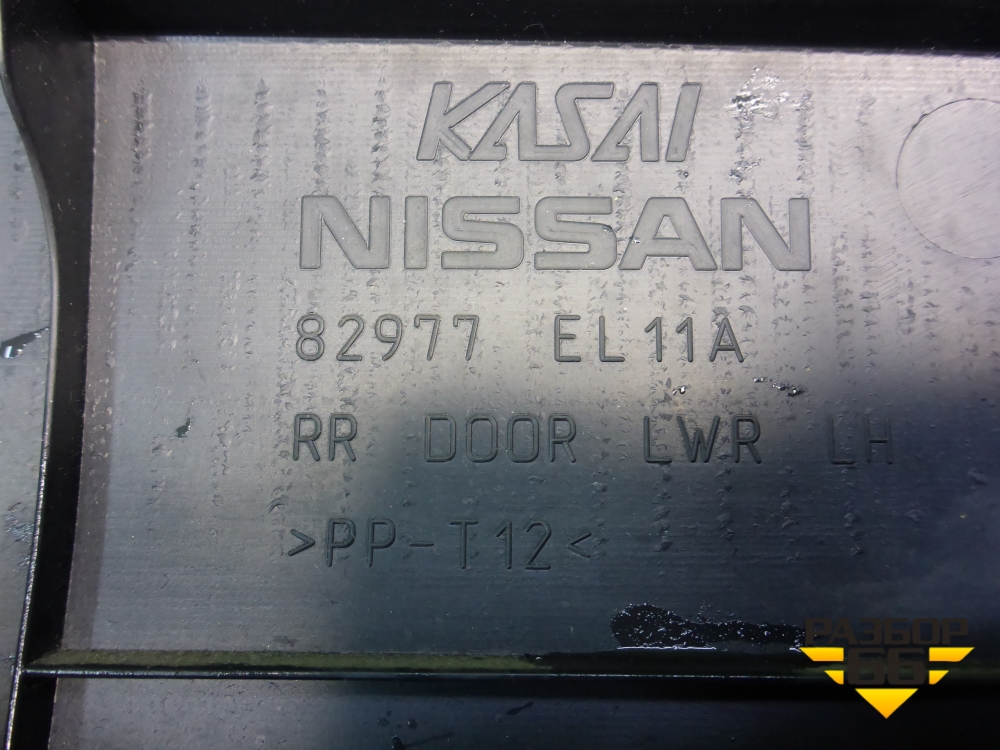 KASAI
NISSAN
82977 EL11A
RR DOOR LWR LH
>PP-T12<
РАЗБОР
66